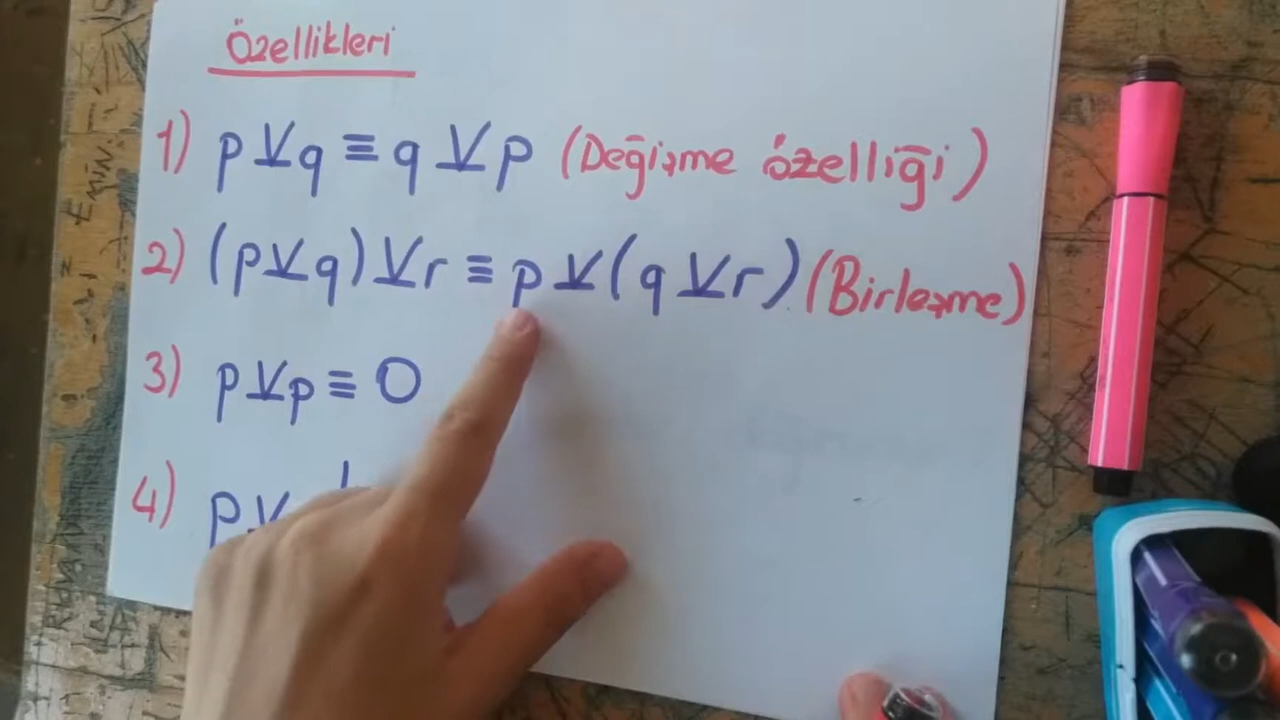 Özellikleri
1) p ⊻ q ≡ q ⊻ p (Değişme özelliği)
2) (p ⊻ q) ⊻ r ≡ p ⊻ (q ⊻ r) (Birleşme)
3) p ⊻ p ≡ 0
4) p ⊻